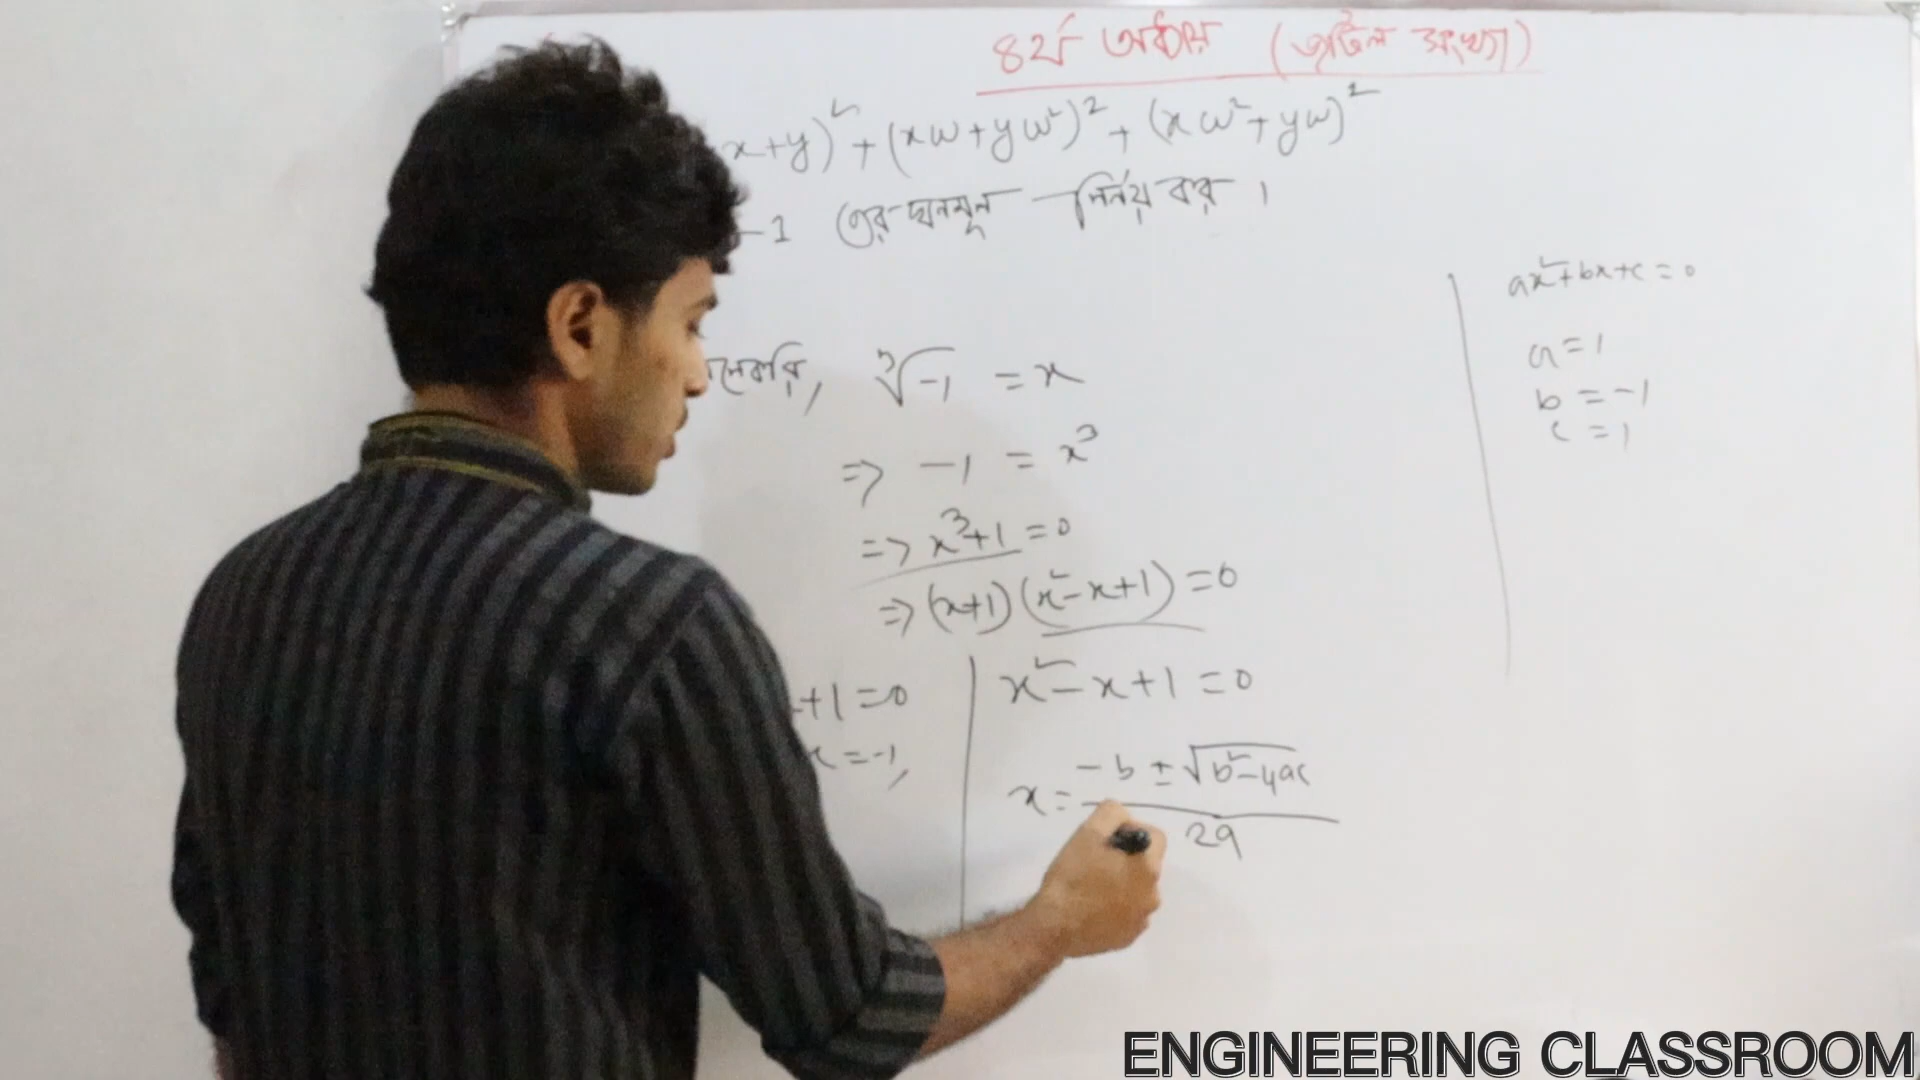 ৪র্থ অধ্যায় (জটিল সংখ্যা)
x+y)² + (xω+yω²)² + (xω²+yω)²
-1 এর ঘনমূল নির্নয় কর ।
∛-1 = x
=> -1 = x³
=> x³+1 = 0
=> (x+1)(x²-x+1) = 0
+1 = 0
x = -1,
x²-x+1 = 0
x = -b ± √b²-4ac / 2a
ax²+bx+c = 0
a = 1
b = -1
c = 1
ENGINEERING CLASSROOM